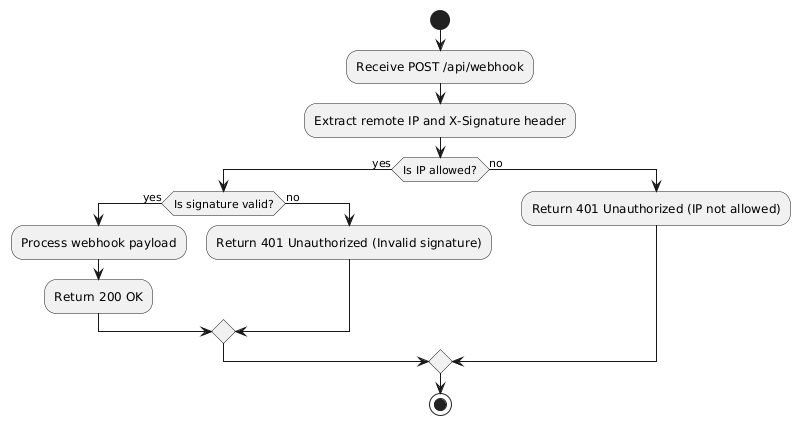 Receive POST /api/webhook
Extract remote IP and X-Signature header
Is IP allowed?
yes
no
Is signature valid?
yes
no
Process webhook payload
Return 200 OK
Return 401 Unauthorized (Invalid signature)
Return 401 Unauthorized (IP not allowed)